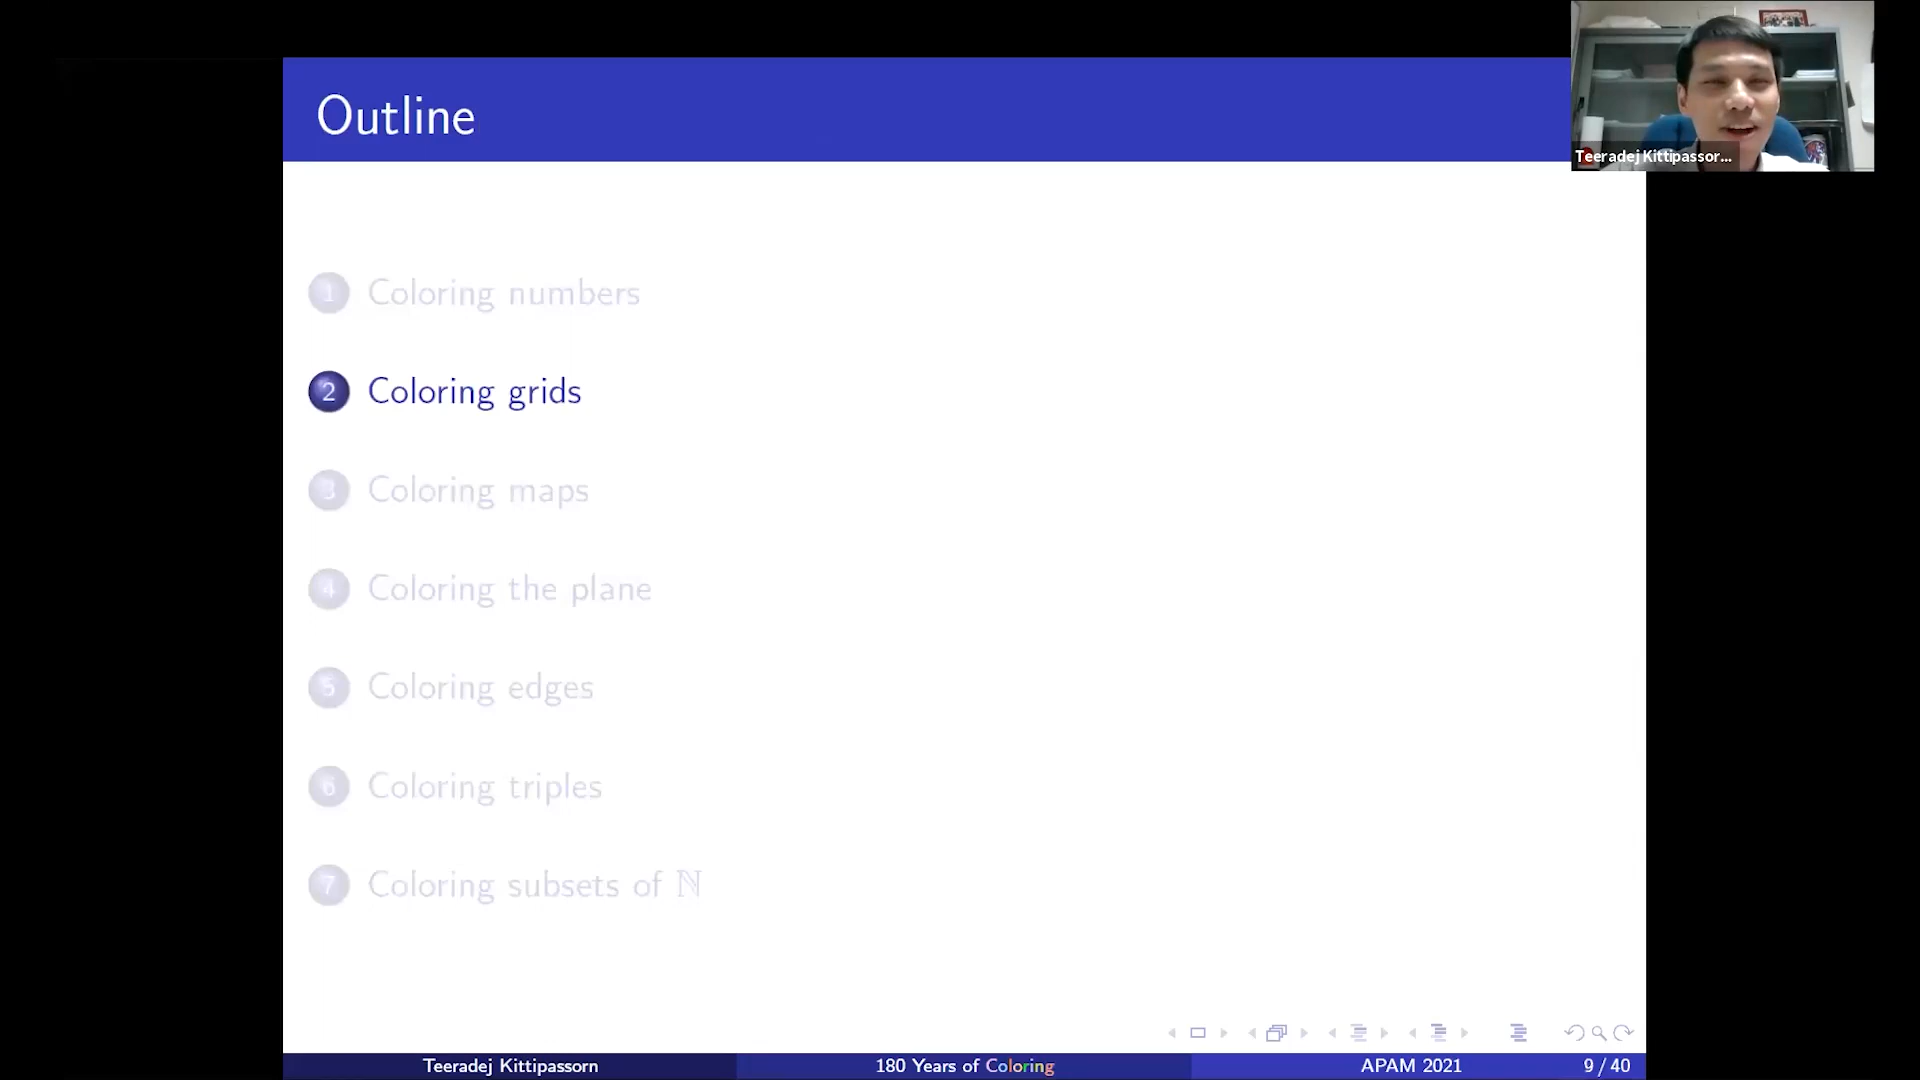 Outline
Teeradej Kittipassor...
1 Coloring numbers
2 Coloring grids
3 Coloring maps
4 Coloring the plane
5 Coloring edges
6 Coloring triples
7 Coloring subsets of ℕ
Teeradej Kittipassorn 180 Years of Coloring APAM 2021 9 / 40